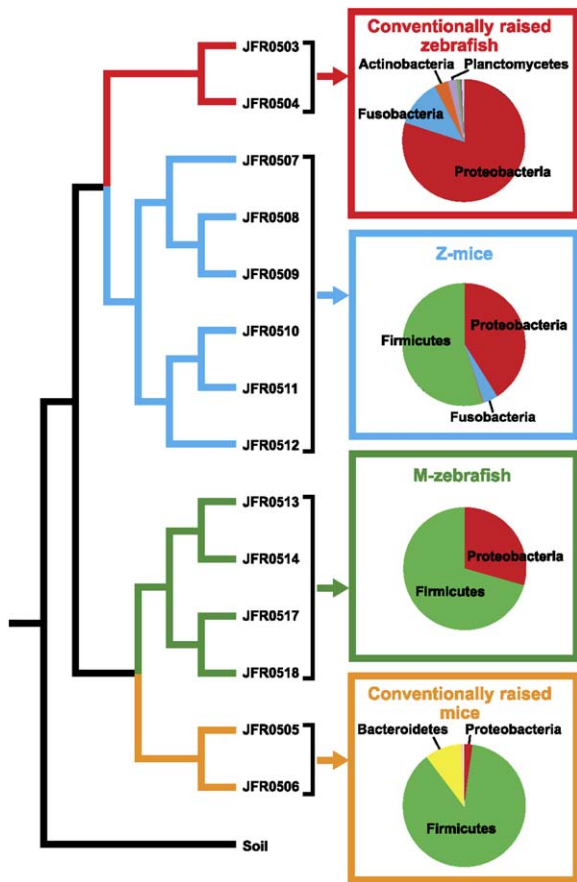 JFR0503
JFR0504
JFR0507
JFR0508
JFR0509
JFR0510
JFR0511
JFR0512
JFR0513
JFR0514
JFR0517
JFR0518
JFR0505
JFR0506
Soil
Conventionally raised
zebrafish
Actinobacteria
Planctomycetes
Fusobacteria
Proteobacteria
Z-mice
Firmicutes
Proteobacteria
Fusobacteria
M-zebrafish
Proteobacteria
Firmicutes
Conventionally raised
mice
Bacteroidetes
Proteobacteria
Firmicutes